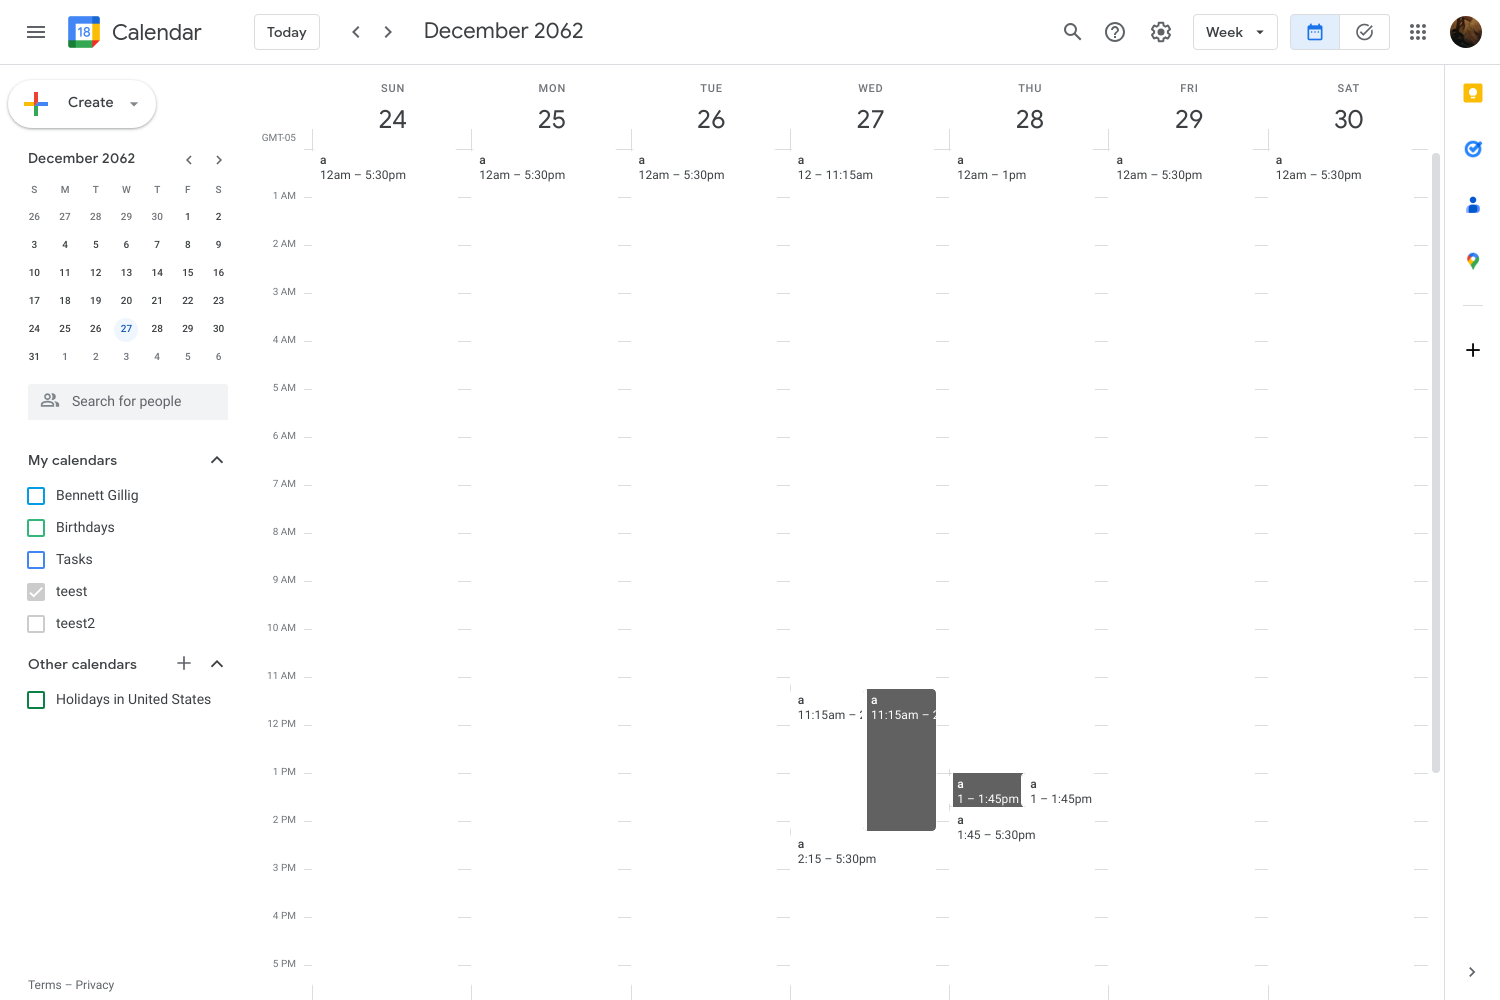 18 Calendar
Today
December 2062
Week
Create
December 2062
S M T W T F S
26 27 28 29 30 1 2
3 4 5 6 7 8 9
10 11 12 13 14 15 16
17 18 19 20 21 22 23
24 25 26 27 28 29 30
31 1 2 3 4 5 6
Search for people
My calendars
Bennett Gillig
Birthdays
Tasks
teest
teest2
Other calendars
Holidays in United States
Terms – Privacy
SUN MON TUE WED THU FRI SAT
24 25 26 27 28 29 30
GMT-05
a a a a a a a
12am – 5:30pm 12am – 5:30pm 12am – 5:30pm 12 – 11:15am 12am – 1pm 12am – 5:30pm 12am – 5:30pm
1 AM
2 AM
3 AM
4 AM
5 AM
6 AM
7 AM
8 AM
9 AM
10 AM
11 AM
a a
11:15am – 11:15am –
12 PM
1 PM
a a
1 – 1:45pm 1 – 1:45pm
2 PM
a
1:45 – 5:30pm
a
2:15 – 5:30pm
3 PM
4 PM
5 PM